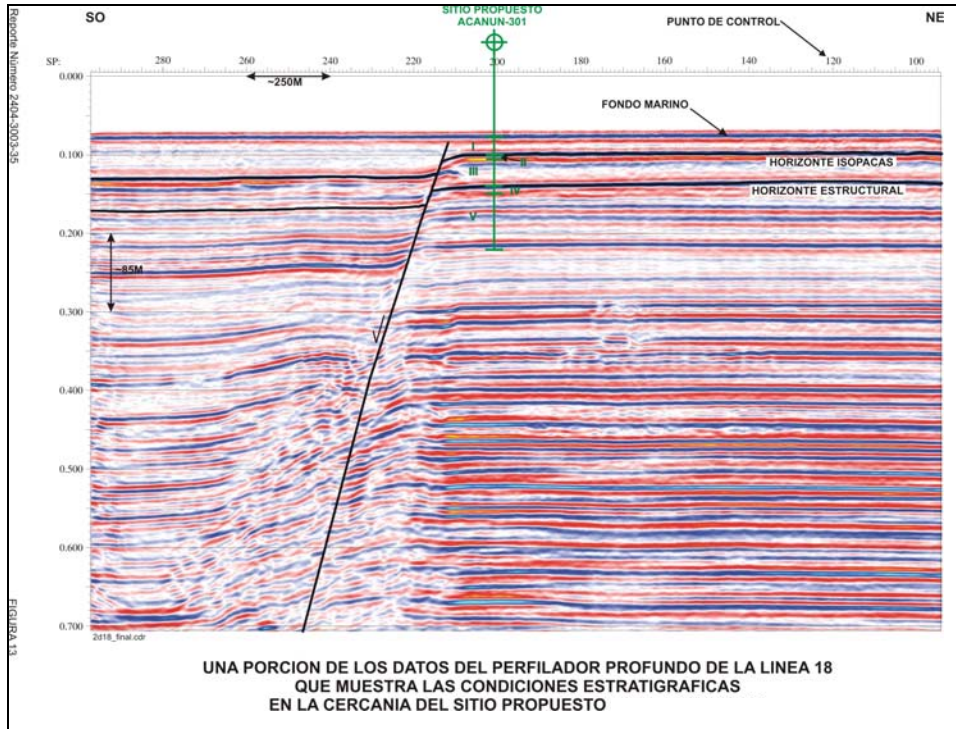 SO
SITIO PROPUESTO
ACANUN-301
PUNTO DE CONTROL
NE
SP:
280
260
240
220
200
180
160
140
120
100
~250M
0.000
FONDO MARINO
I
0.100
II
III
HORIZONTE ISOPACAS
IV
HORIZONTE ESTRUCTURAL
V
0.200
~85M
0.300
V
0.400
0.500
0.600
0.700
2d18_final.cdr
Reporte Número 2404-3003-35
FIGURA 13
UNA PORCION DE LOS DATOS DEL PERFILADOR PROFUNDO DE LA LINEA 18
QUE MUESTRA LAS CONDICIONES ESTRATIGRAFICAS
EN LA CERCANIA DEL SITIO PROPUESTO